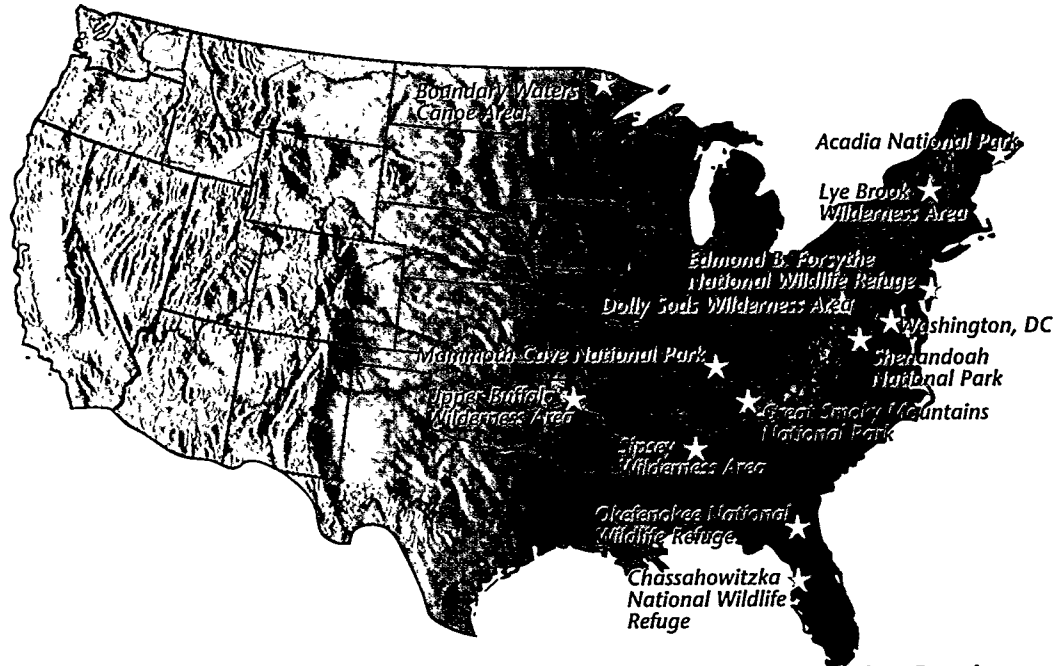 Boundary Waters
Canoe Area
Acadia National Park
Lye Brook
Wilderness Area
Edmond B. Forsythe
National Wildlife Refuge
Dolly Sods Wilderness Area
Washington, DC
Mammoth Cave National Park
Shenandoah
National Park
Upper Buffalo
Wilderness Area
Great Smoky Mountains
National Park
Sipsey
Wilderness Area
Okefenokee National
Wildlife Refuge
Chassahowitzka
National Wildlife
Refuge